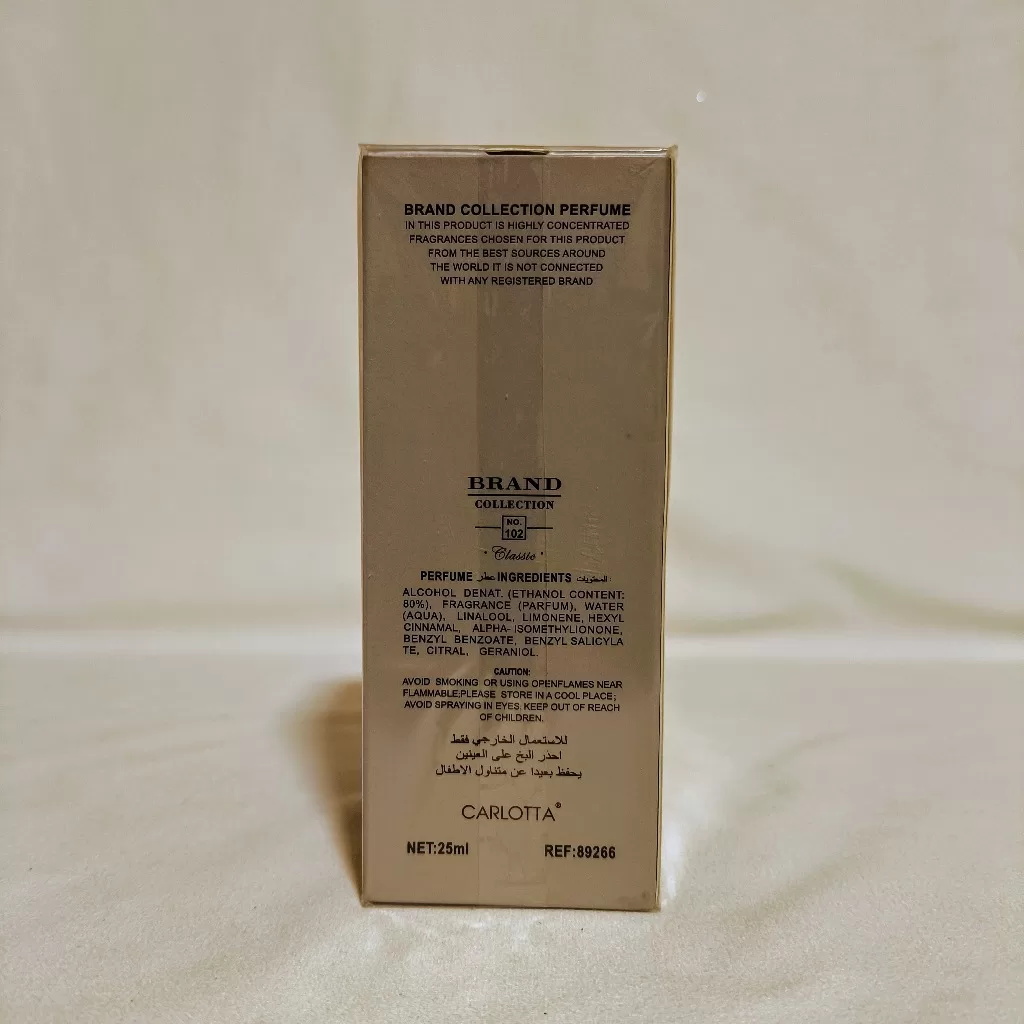 BRAND COLLECTION PERFUME
IN THIS PRODUCT IS HIGHLY CONCENTRATED
FRAGRANCES CHOSEN FOR THIS PRODUCT
FROM THE BEST SOURCES AROUND
THE WORLD IT IS NOT CONNECTED
WITH ANY REGISTERED BRAND
BRAND
COLLECTION
NO.
102
Classic
PERFUME عطر INGREDIENTS المحتويات:
ALCOHOL DENAT. (ETHANOL CONTENT:
80%), FRAGRANCE (PARFUM), WATER
(AQUA), LINALOOL, LIMONENE, HEXYL
CINNAMAL, ALPHA-ISOMETHYLIONONE,
BENZYL BENZOATE, BENZYL SALICYLA
TE, CITRAL, GERANIOL.
CAUTION:
AVOID SMOKING OR USING OPENFLAMES NEAR
FLAMMABLE;PLEASE STORE IN A COOL PLACE;
AVOID SPRAYING IN EYES. KEEP OUT OF REACH
OF CHILDREN.
للاستعمال الخارجي فقط
احذر البخ على العينين
يحفظ بعيدا عن متناول الاطفال
CARLOTTA®
NET:25ml REF:89266